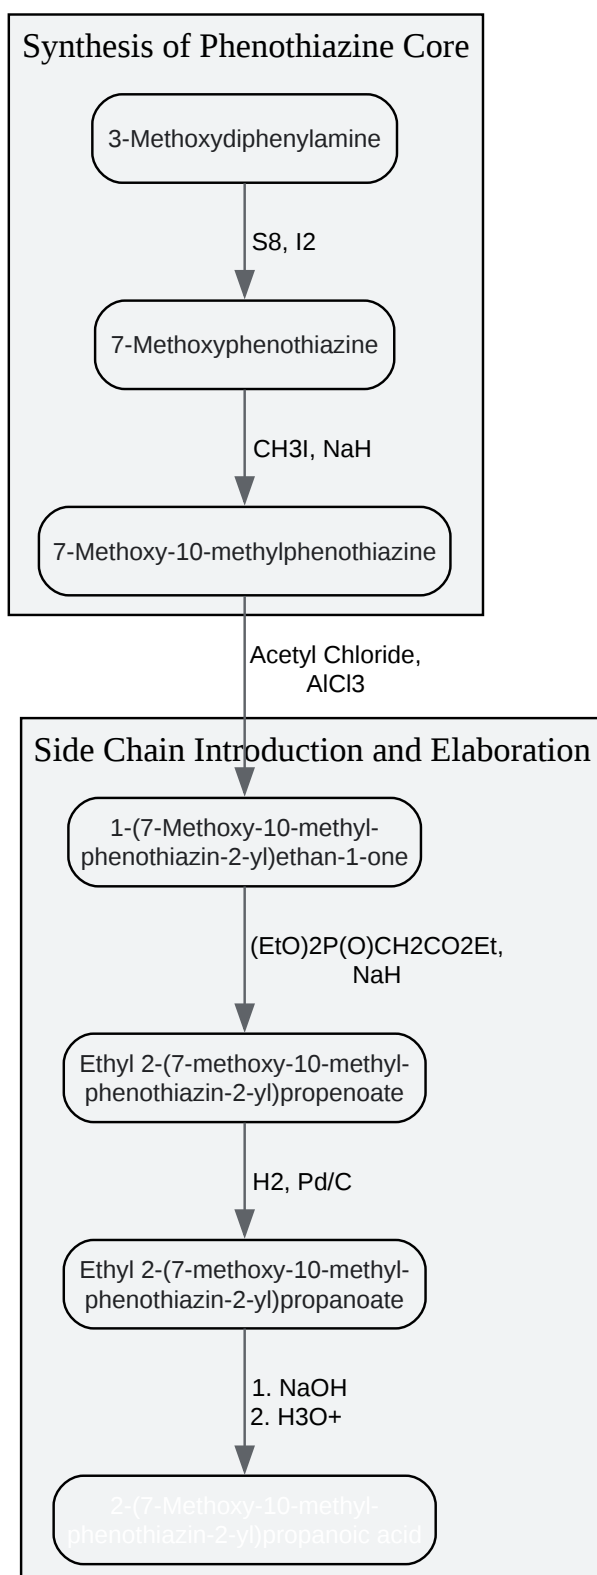 Synthesis of Phenothiazine Core
3-Methoxydiphenylamine
S8, I2
7-Methoxyphenothiazine
CH3I, NaH
7-Methoxy-10-methylphenothiazine
Acetyl Chloride,
AlCl3
Side Chain Introduction and Elaboration
1-(7-Methoxy-10-methyl-
phenothiazin-2-yl)ethan-1-one
(EtO)2P(O)CH2CO2Et,
NaH
Ethyl 2-(7-methoxy-10-methyl-
phenothiazin-2-yl)propenoate
H2, Pd/C
Ethyl 2-(7-methoxy-10-methyl-
phenothiazin-2-yl)propanoate
1. NaOH
2. H3O+
2-(7-Methoxy-10-methyl-
phenothiazin-2-yl)propanoic acid